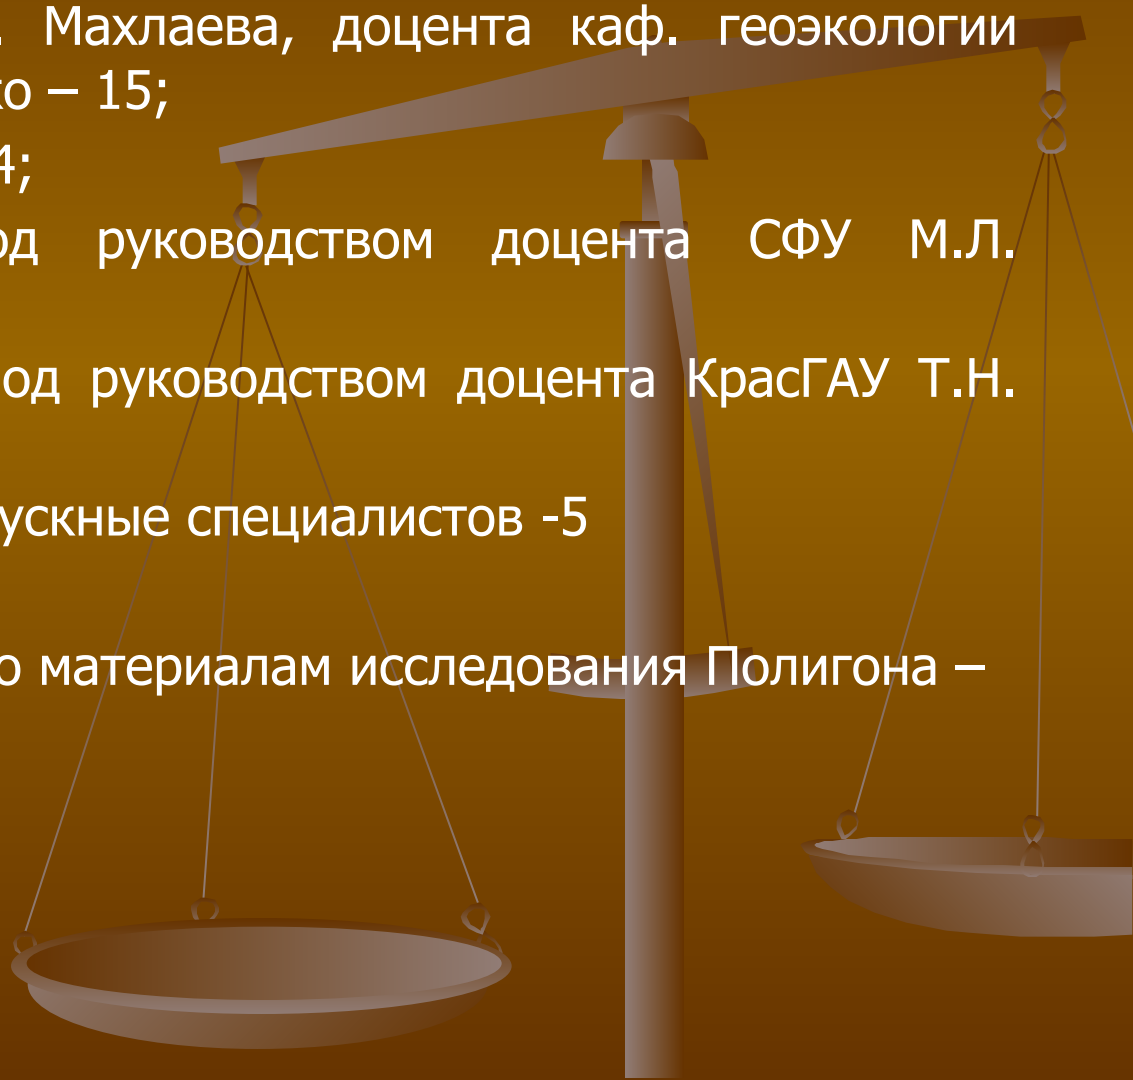 . Махлаева, доцента каф. геоэкологии
ко – 15;
4;
од руководством доцента СФУ М.Л.
од руководством доцента КрасГАУ Т.Н.
ускные специалистов -5
о материалам исследования Полигона –